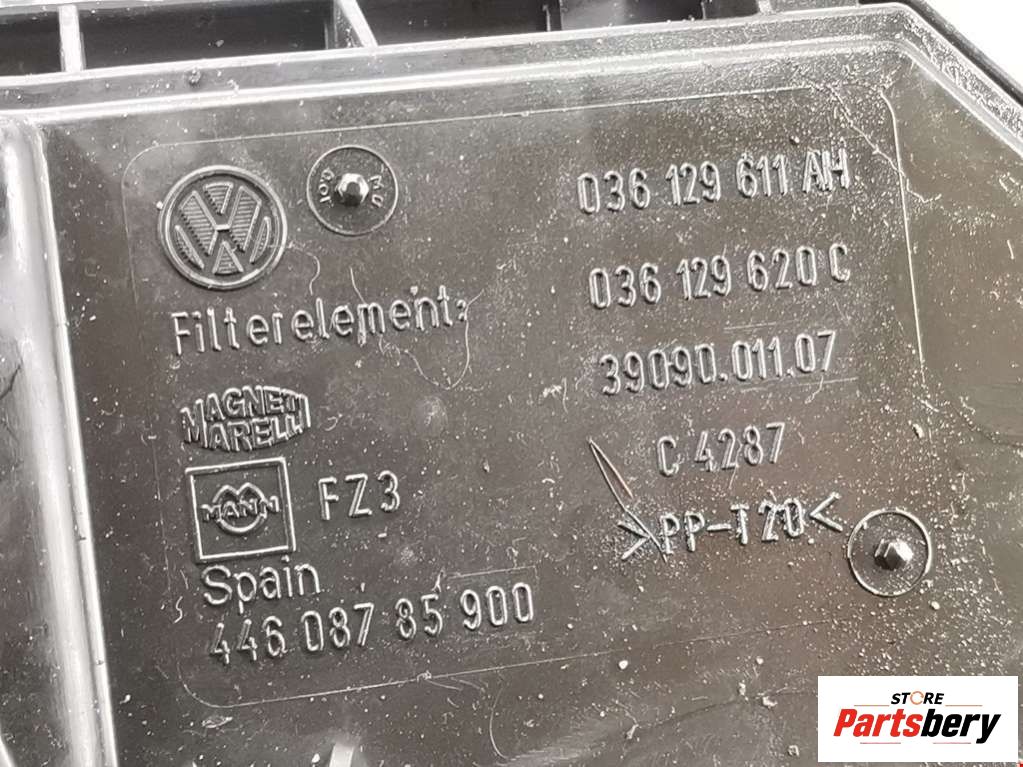 036 129 611 AH
Filterelement: 036 129 620 C
MAGNETI MARELLI 39090.011.07
MANN FZ3 C 4287
>PP-T20<
Spain
446 087 85 900
STORE
Partsbery